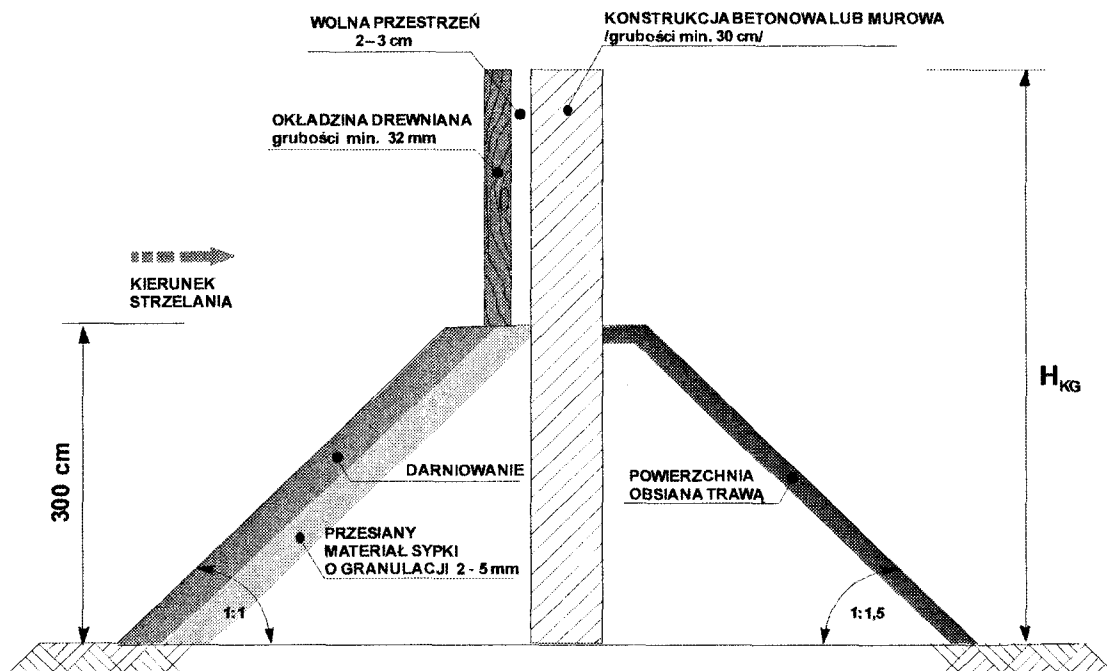 WOLNA PRZESTRZEŃ
2–3 cm
KONSTRUKCJA BETONOWA LUB MUROWA
/grubości min. 30 cm/
OKŁADZINA DREWNIANA
grubości min. 32 mm
KIERUNEK
STRZELANIA
H KG
300 cm
DARNIOWANIE
POWIERZCHNIA
OBSIANA TRAWĄ
PRZESIANY
MATERIAŁ SYPKI
O GRANULACJI 2 - 5 mm
1:1
1:1,5